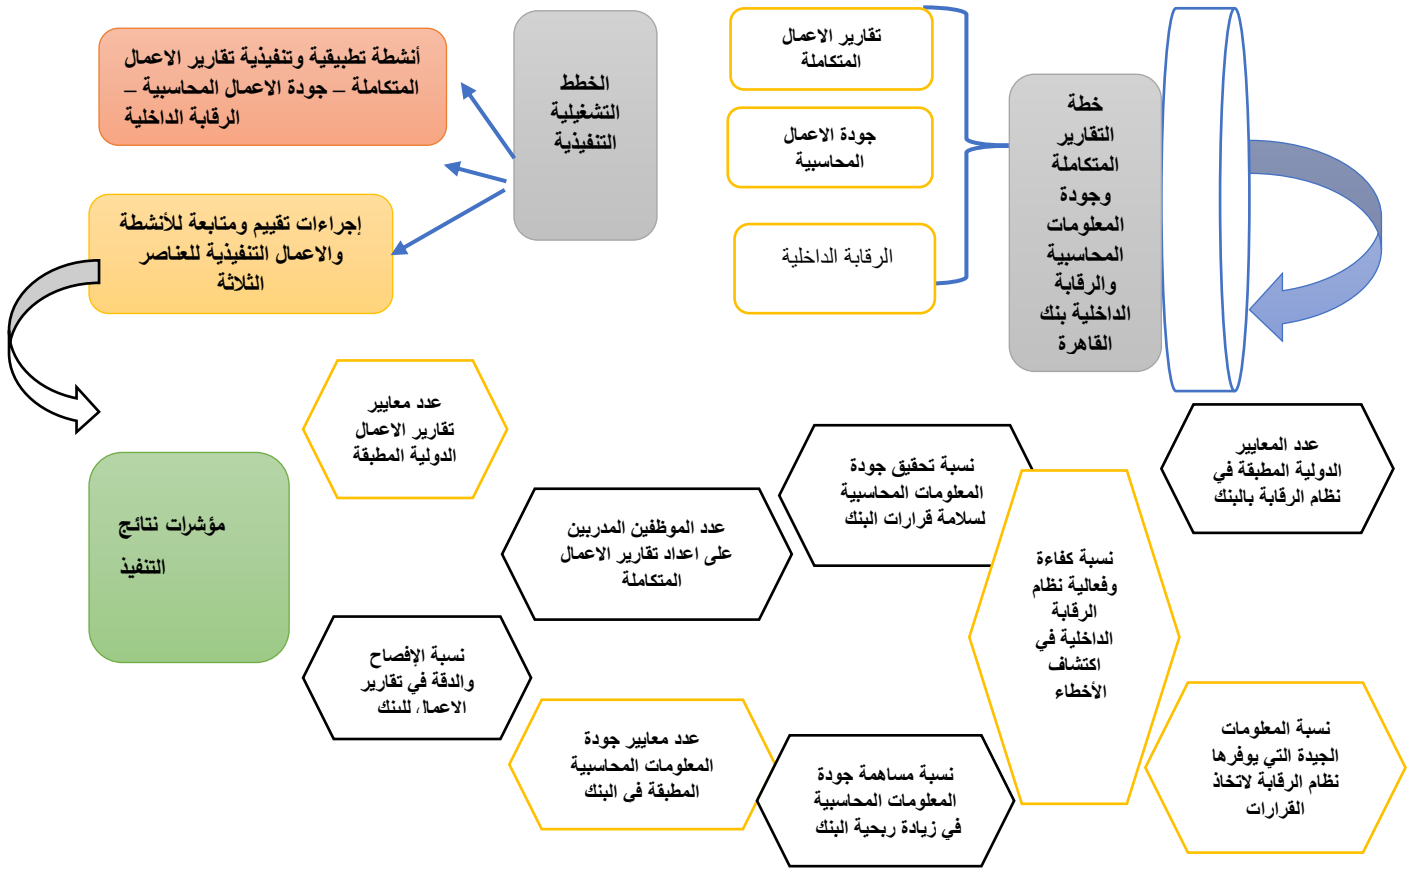 خطة
التقارير
المتكاملة
وجودة
المعلومات
المحاسبية
والرقابة
الداخلية بنك
القاهرة
تقارير الاعمال
المتكاملة
جودة الاعمال
المحاسبية
الرقابة الداخلية
الخطط
التشغيلية
التنفيذية
أنشطة تطبيقية وتنفيذية تقارير الاعمال
المتكاملة – جودة الاعمال المحاسبية –
الرقابة الداخلية
إجراءات تقييم ومتابعة للأنشطة
والاعمال التنفيذية للعناصر
الثلاثة
مؤشرات نتائج
التنفيذ
عدد المعايير
الدولية المطبقة في
نظام الرقابة بالبنك
نسبة تحقيق جودة
المعلومات المحاسبية
لسلامة قرارات البنك
عدد معايير
تقارير الاعمال
الدولية المطبقة
عدد الموظفين المدربين
على اعداد تقارير الاعمال
المتكاملة
نسبة كفاءة
وفعالية نظام
الرقابة
الداخلية في
اكتشاف
الأخطاء
نسبة الإفصاح
والدقة في تقارير
الاعمال للبنك
نسبة المعلومات
الجيدة التي يوفرها
نظام الرقابة لاتخاذ
القرارات
نسبة مساهمة جودة
المعلومات المحاسبية
في زيادة ربحية البنك
عدد معايير جودة
المعلومات المحاسبية
المطبقة في البنك